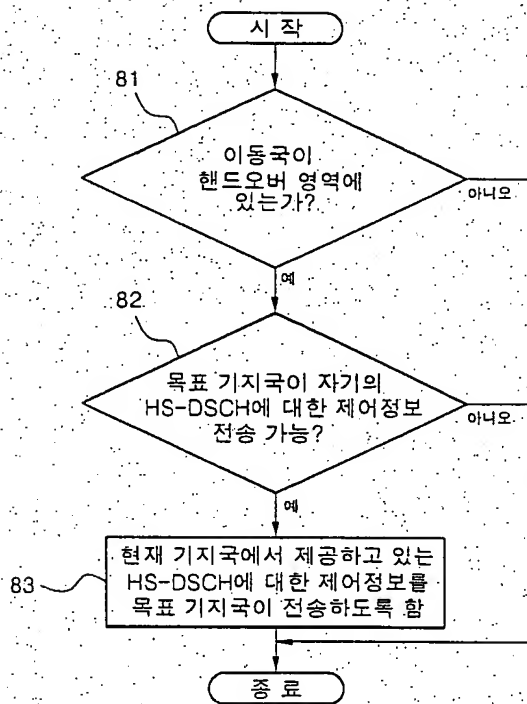 시 작
81
이동국이
핸드오버 영역에
있는가?
아니오
예
82
목표 기지국이 자기의
HS-DSCH에 대한 제어정보
전송 가능?
아니오
예
83
현재 기지국에서 제공하고 있는
HS-DSCH에 대한 제어정보를
목표 기지국이 전송하도록 함
종 료